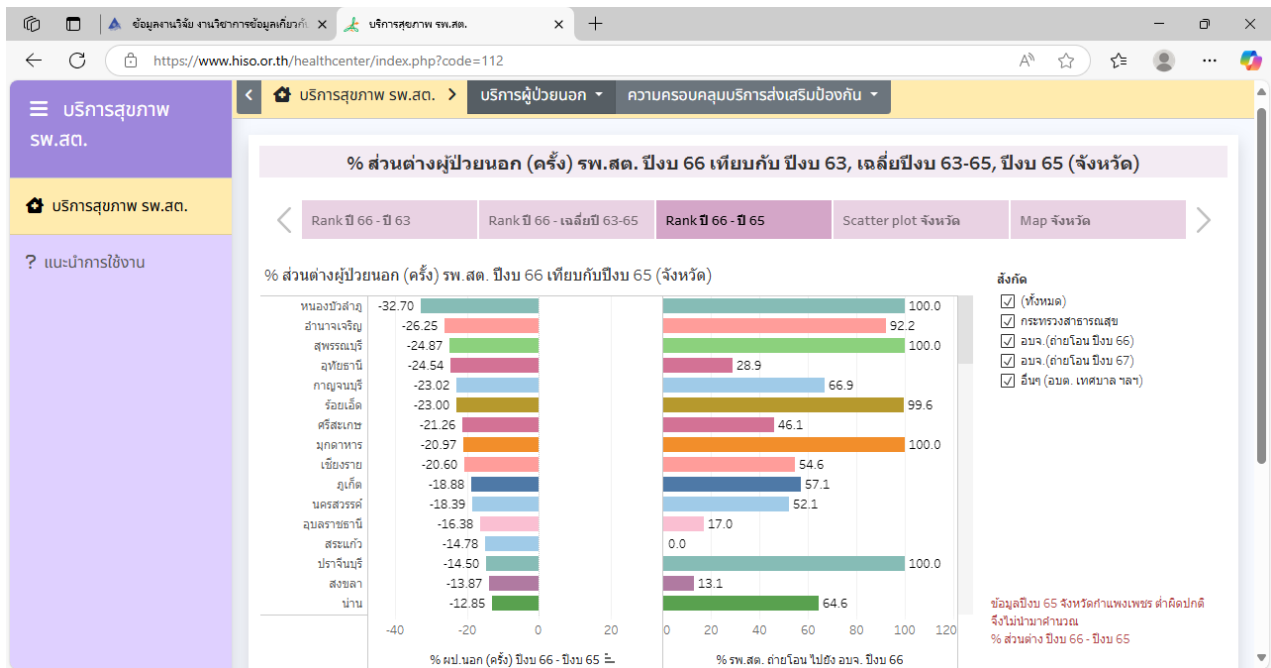 ข้อมูลงานวิจัย งานวิชาการข้อมูลเกี่ยวกั
บริการสุขภาพ รพ.สต.
https://www.hiso.or.th/healthcenter/index.php?code=112
บริการสุขภาพ รพ.สต.
บริการสุขภาพ รพ.สต.
แนะนำการใช้งาน
บริการสุขภาพ รพ.สต.
บริการผู้ป่วยนอก
ความครอบคลุมบริการส่งเสริมป้องกัน
% ส่วนต่างผู้ป่วยนอก (ครั้ง) รพ.สต. ปีงบ 66 เทียบกับ ปีงบ 63, เฉลี่ยปีงบ 63-65, ปีงบ 65 (จังหวัด)
Rank ปี 66 - ปี 63
Rank ปี 66 - เฉลี่ยปี 63-65
Rank ปี 66 - ปี 65
Scatter plot จังหวัด
Map จังหวัด
% ส่วนต่างผู้ป่วยนอก (ครั้ง) รพ.สต. ปีงบ 66 เทียบกับปีงบ 65 (จังหวัด)
หนองบัวลำภู -32.70 100.0
อำนาจเจริญ -26.25 92.2
สุพรรณบุรี -24.87 100.0
อุทัยธานี -24.54 28.9
กาญจนบุรี -23.02 66.9
ร้อยเอ็ด -23.00 99.6
ศรีสะเกษ -21.26 46.1
มุกดาหาร -20.97 100.0
เชียงราย -20.60 54.6
ภูเก็ต -18.88 57.1
นครสวรรค์ -18.39 52.1
อุบลราชธานี -16.38 17.0
สระแก้ว -14.78 0.0
ปราจีนบุรี -14.50 100.0
สงขลา -13.87 13.1
น่าน -12.85 64.6
-40 -20 0 20 0 20 40 60 80 100 120
% ผป.นอก (ครั้ง) ปีงบ 66 - ปีงบ 65
% รพ.สต. ถ่ายโอน ไปยัง อบจ. ปีงบ 66
สังกัด
(ทั้งหมด)
กระทรวงสาธารณสุข
อบจ.(ถ่ายโอน ปีงบ 66)
อบจ.(ถ่ายโอน ปีงบ 67)
อื่นๆ (อบต. เทศบาล ฯลฯ)
ข้อมูลปีงบ 65 จังหวัดกำแพงเพชร ต่ำผิดปกติ
จึงไม่นำมาคำนวณ
% ส่วนต่าง ปีงบ 66 - ปีงบ 65